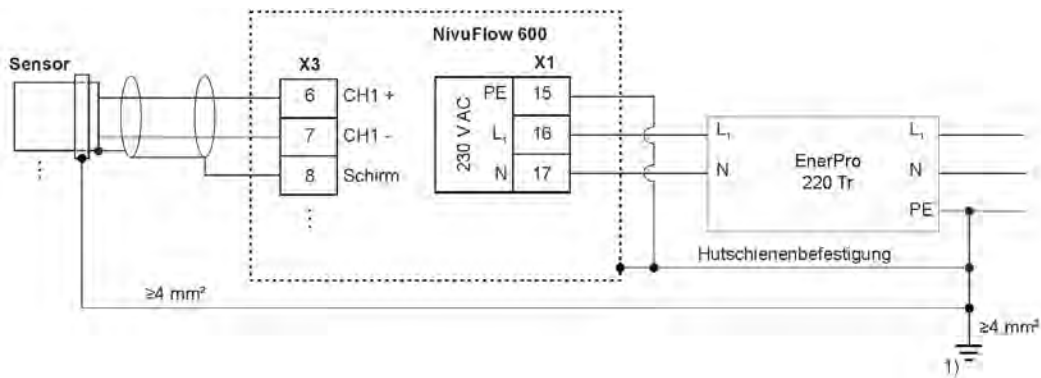 NivuFlow 600
Sensor
X3
X1
6 CH1 +
7 CH1 -
8 Schirm
230 V AC
PE 15
L₁ 16
N 17
L₁ L₁
EnerPro
220 Tr
N N
PE
Hutschienenbefestigung
≥4 mm²
≥4 mm²
1)